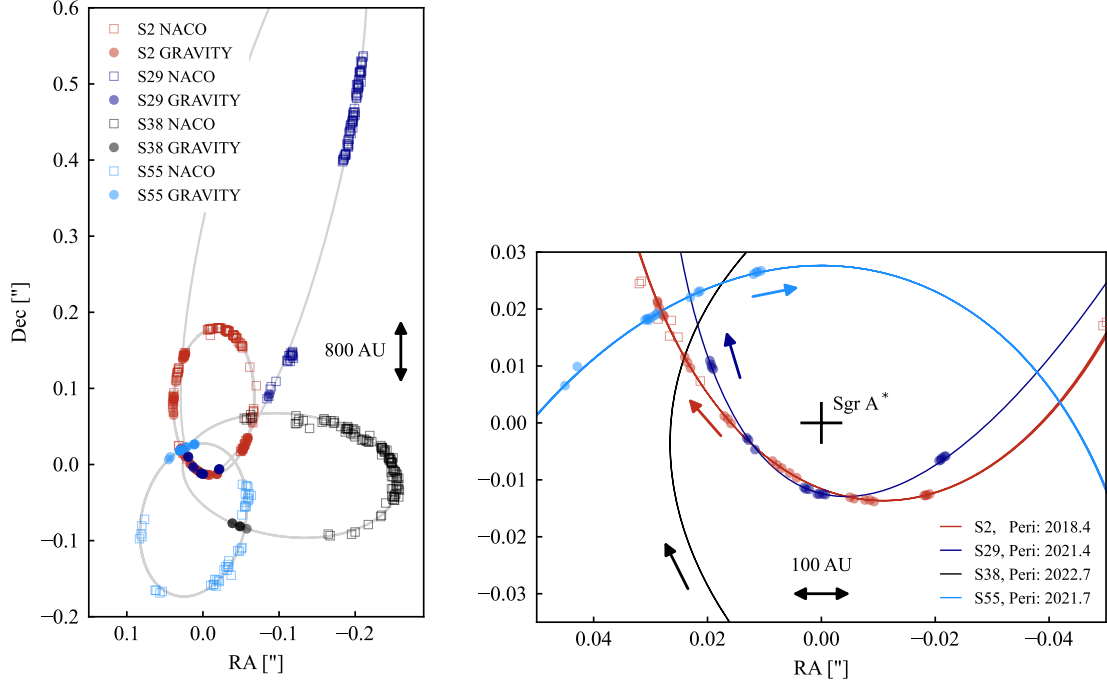 0.6
0.5
0.4
0.3
0.2
0.1
0.0
−0.1
−0.2
Dec ["]
0.1
0.0
−0.1
−0.2
RA ["]
S2 NACO
S2 GRAVITY
S29 NACO
S29 GRAVITY
S38 NACO
S38 GRAVITY
S55 NACO
S55 GRAVITY
800 AU
0.03
0.02
0.01
0.00
−0.01
−0.02
−0.03
0.04
0.02
0.00
−0.02
−0.04
RA ["]
Sgr A*
100 AU
S2, Peri: 2018.4
S29, Peri: 2021.4
S38, Peri: 2022.7
S55, Peri: 2021.7